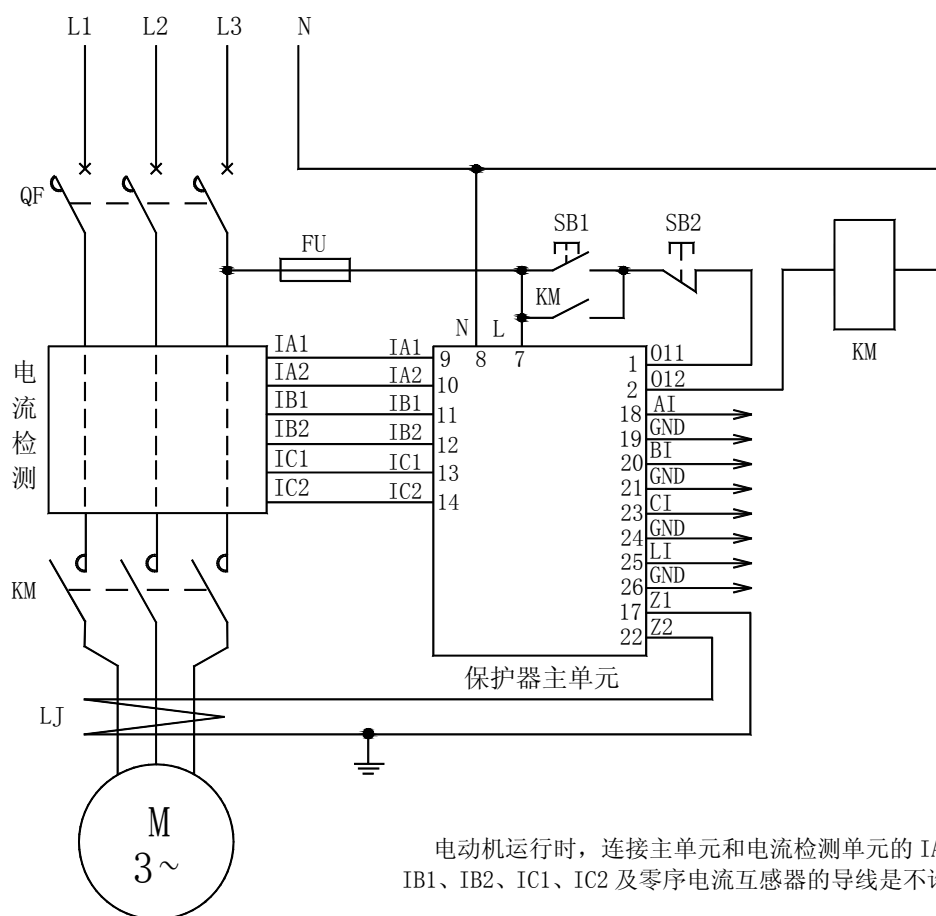 L1 L2 L3 N
QF
FU
SB1 SB2
KM
KM
N L
电流检测
IA1 IA1 9 8 7
IA2 IA2 10
IB1 IB1 11
IB2 IB2 12
IC1 IC1 13
IC2 IC2 14
1 O11
2 O12
18 AI
19 GND
20 BI
21 GND
23 CI
24 GND
25 LI
26 GND
17 Z1
22 Z2
KM
保护器主单元
LJ
M
3~
电动机运行时，连接主单元和电流检测单元的 IA
IB1、IB2、IC1、IC2 及零序电流互感器的导线是不